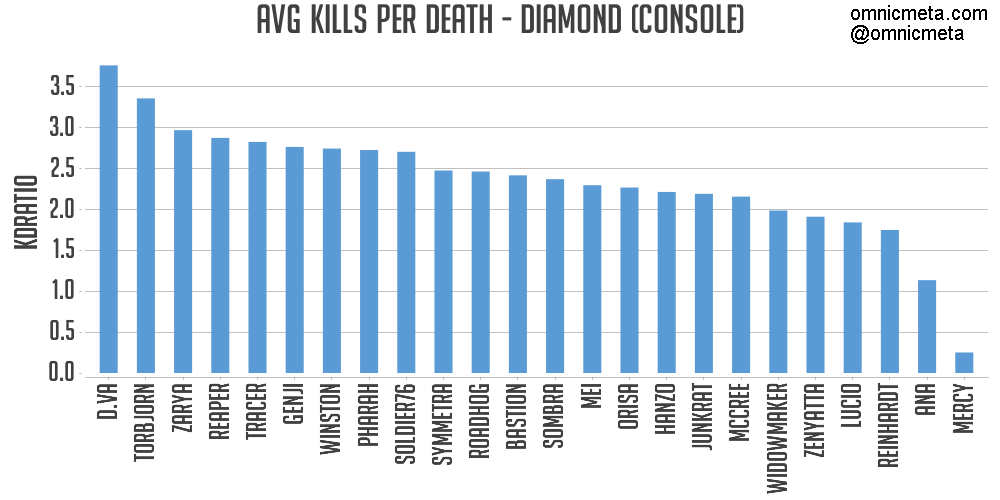 AVG KILLS PER DEATH - DIAMOND (CONSOLE)
omnicmeta.com
@omnicmeta
KDRATIO
3.5
3.0
2.5
2.0
1.5
1.0
0.5
0.0
D.VA
TORBJORN
ZARYA
REAPER
TRACER
GENJI
WINSTON
PHARAH
SOLDIER76
SYMMETRA
ROADHOG
BASTION
SOMBRA
MEI
ORISA
HANZO
JUNKRAT
MCCREE
WIDOWMAKER
ZENYATTA
LUCIO
REINHARDT
ANA
MERCY